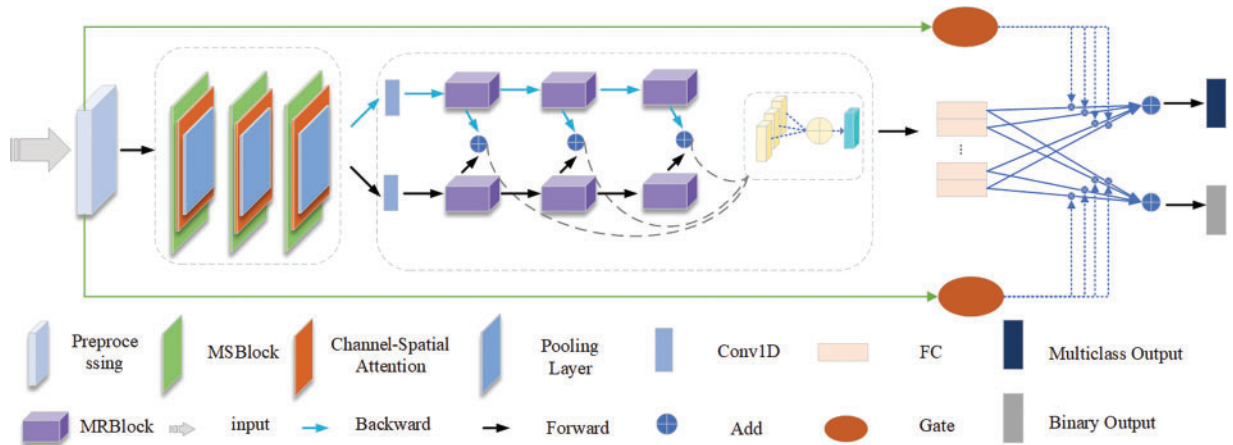 Preproce
ssing
MSBlock
Channel-Spatial
Attention
Pooling
Layer
Conv1D
FC
Multiclass Output
MRBlock
input
Backward
Forward
Add
Gate
Binary Output